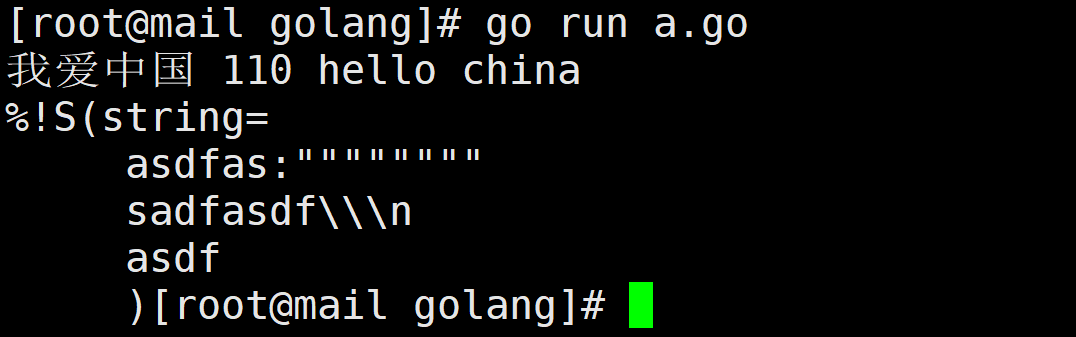 [root@mail golang]# go run a.go
我爱中国 110 hello china
%!S(string=
     asdfas:""""""""
     sadfasdf\\\n
     asdf
     )[root@mail golang]#